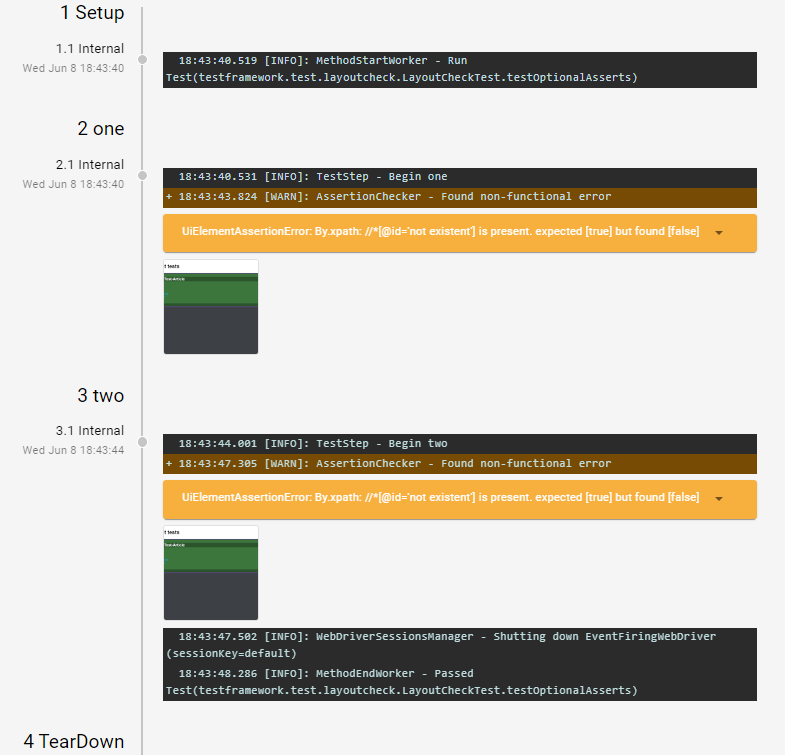 1 Setup
1.1 Internal
Wed Jun 8 18:43:40
18:43:40.519 [INFO]: MethodStartWorker - Run
Test(testframework.test.layoutcheck.LayoutCheckTest.testOptionalAsserts)
2 one
2.1 Internal
Wed Jun 8 18:43:40
18:43:40.531 [INFO]: TestStep - Begin one
+ 18:43:43.824 [WARN]: AssertionChecker - Found non-functional error
UiElementAssertionError: By.xpath: //*[@id='not existent'] is present. expected [true] but found [false]
t tests
Test-Article
3 two
3.1 Internal
Wed Jun 8 18:43:44
18:43:44.001 [INFO]: TestStep - Begin two
+ 18:43:47.305 [WARN]: AssertionChecker - Found non-functional error
UiElementAssertionError: By.xpath: //*[@id='not existent'] is present. expected [true] but found [false]
t tests
Test-Article
18:43:47.502 [INFO]: WebDriverSessionsManager - Shutting down EventFiringWebDriver
(sessionKey=default)
18:43:48.286 [INFO]: MethodEndWorker - Passed
Test(testframework.test.layoutcheck.LayoutCheckTest.testOptionalAsserts)
4 TearDown